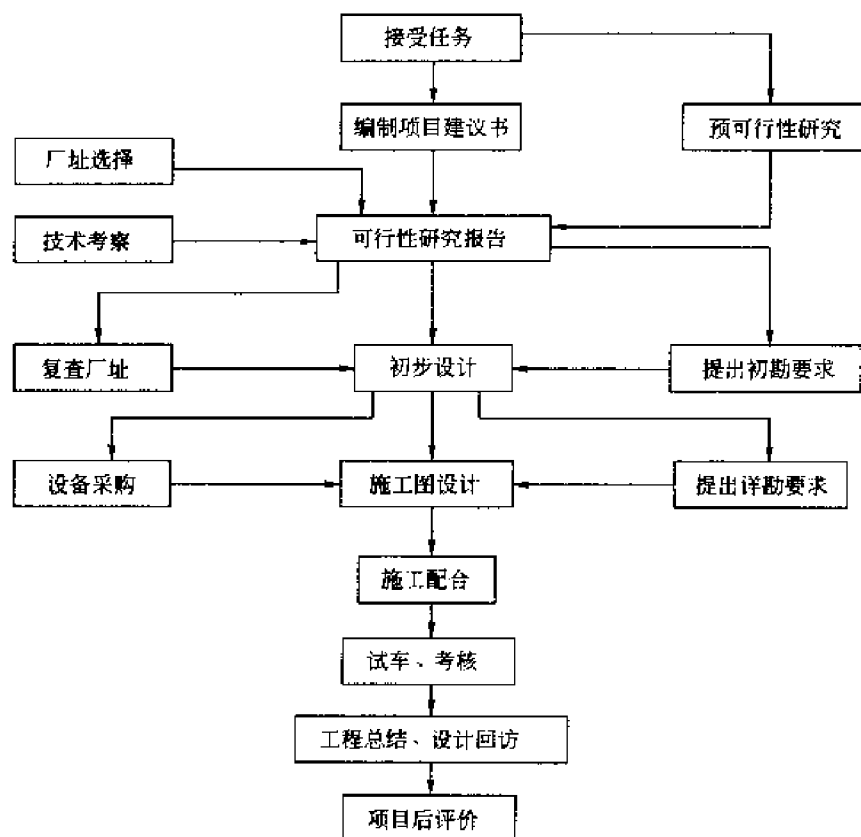 接受任务
编制项目建议书
预可行性研究
厂址选择
技术考察
可行性研究报告
复查厂址
初步设计
提出初勘要求
设备采购
施工图设计
提出详勘要求
施工配合
试车、考核
工程总结、设计回访
项目后评价